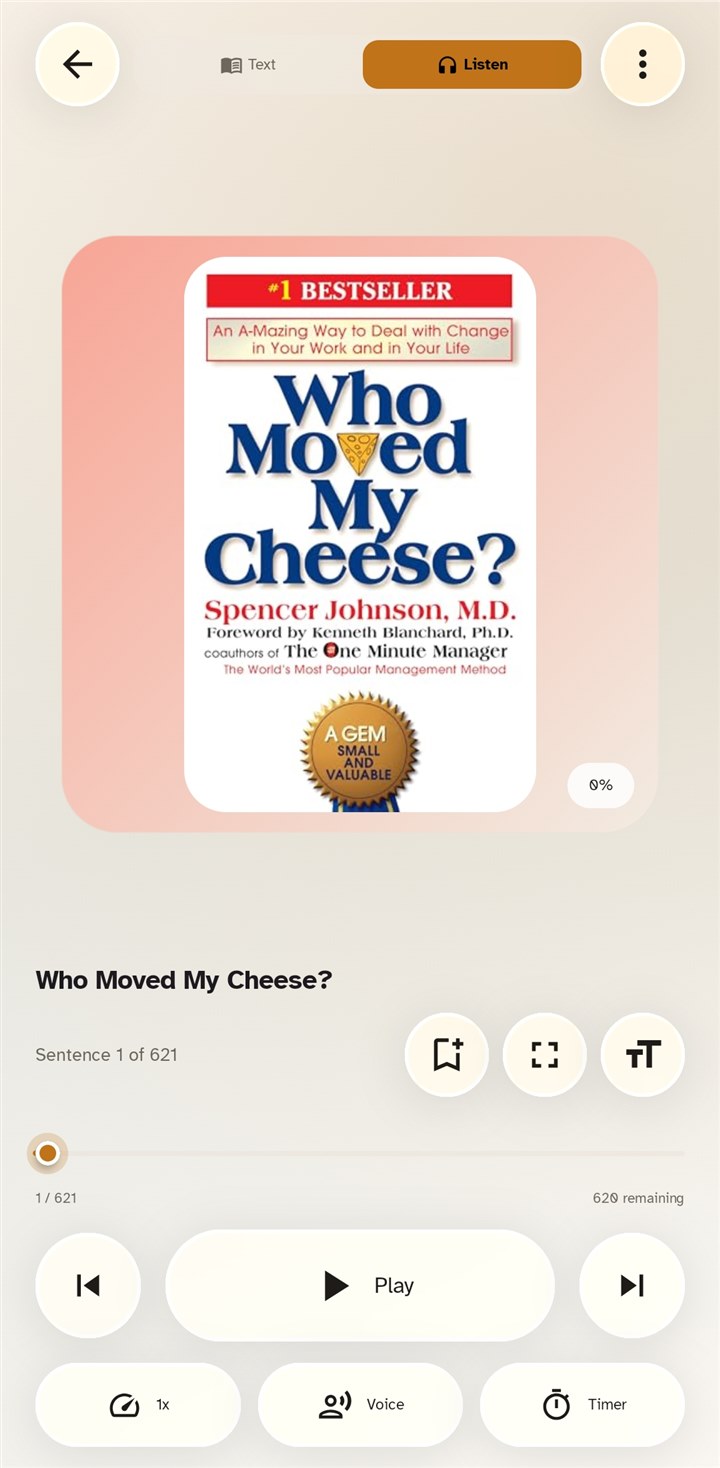 Text
Listen
#1 BESTSELLER
An A-Mazing Way to Deal with Change
in Your Work and in Your Life
Who
Moved
My
Cheese?
Spencer Johnson, M.D.
Foreword by Kenneth Blanchard, Ph.D.
coauthors of The One Minute Manager
The World's Most Popular Management Method
A GEM
SMALL
AND
VALUABLE
0%
Who Moved My Cheese?
Sentence 1 of 621
1 / 621
620 remaining
Play
1x
Voice
Timer